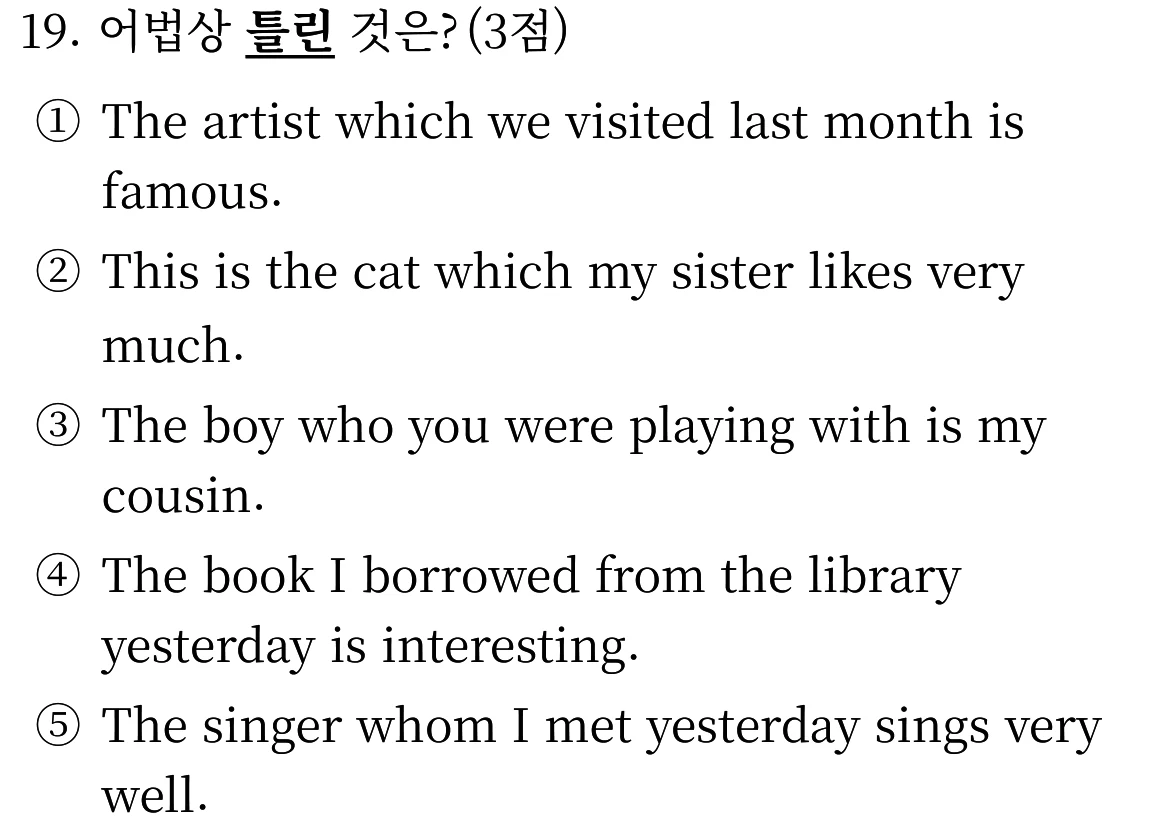 19. 어법상 틀린 것은?(3점)
① The artist which we visited last month is
famous.
② This is the cat which my sister likes very
much.
③ The boy who you were playing with is my
cousin.
④ The book I borrowed from the library
yesterday is interesting.
⑤ The singer whom I met yesterday sings very
well.